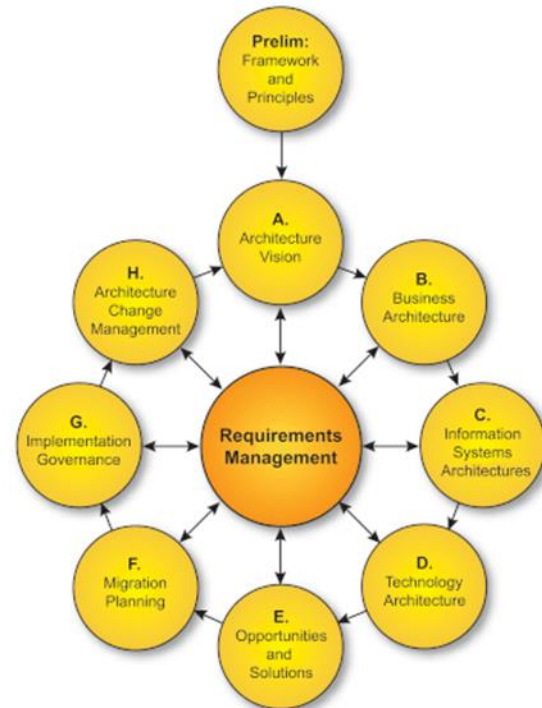 Prelim:
Framework
and
Principles
A.
Architecture
Vision
B.
Business
Architecture
C.
Information
Systems
Architectures
D.
Technology
Architecture
E.
Opportunities
and
Solutions
F.
Migration
Planning
G.
Implementation
Governance
H.
Architecture
Change
Management
Requirements
Management